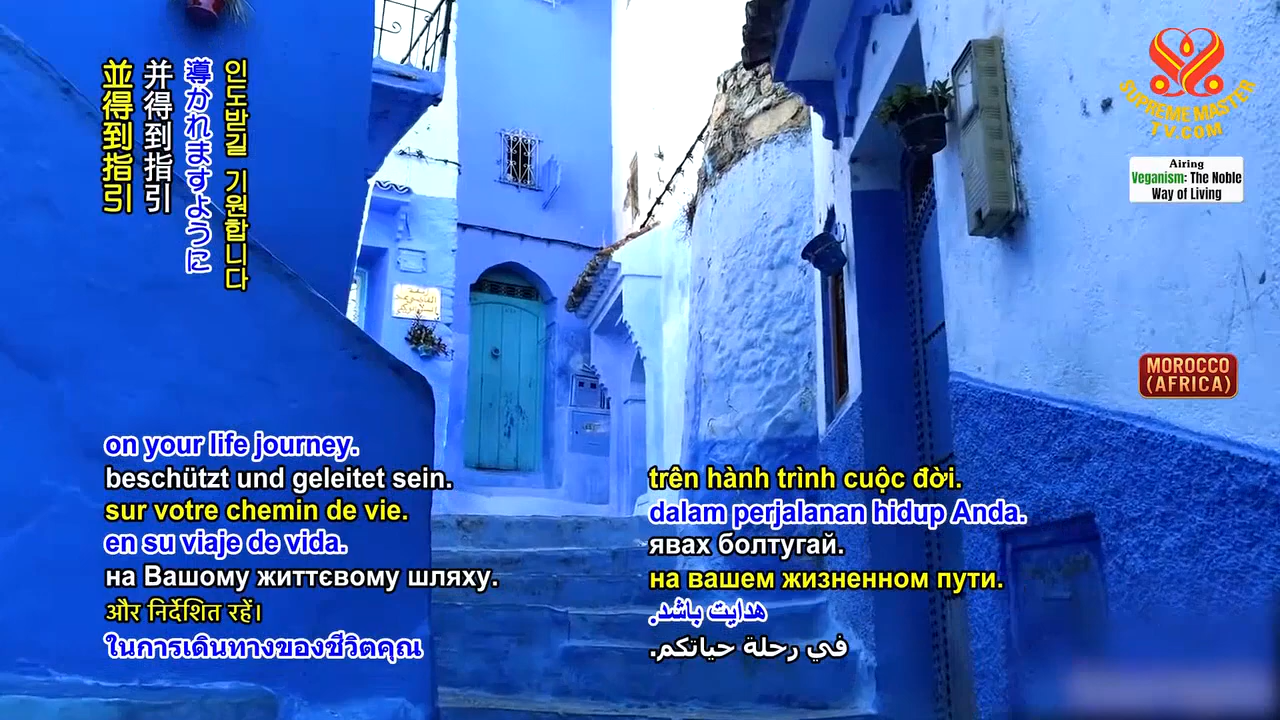 並得到指引
并得到指引
導かれますように
인도받길 기원합니다
SUPREME MASTER
TV.COM
Airing
Veganism: The Noble
Way of Living
MOROCCO
(AFRICA)
on your life journey.
beschützt und geleitet sein.
sur votre chemin de vie.
en su viaje de vida.
на Вашому життєвому шляху.
और निर्देशित रहें।
ในการเดินทางของชีวิตคุณ
trên hành trình cuộc đời.
dalam perjalanan hidup Anda.
явах болтугай.
на вашем жизненном пути.
هدایت باشد.
في رحلة حياتكم.